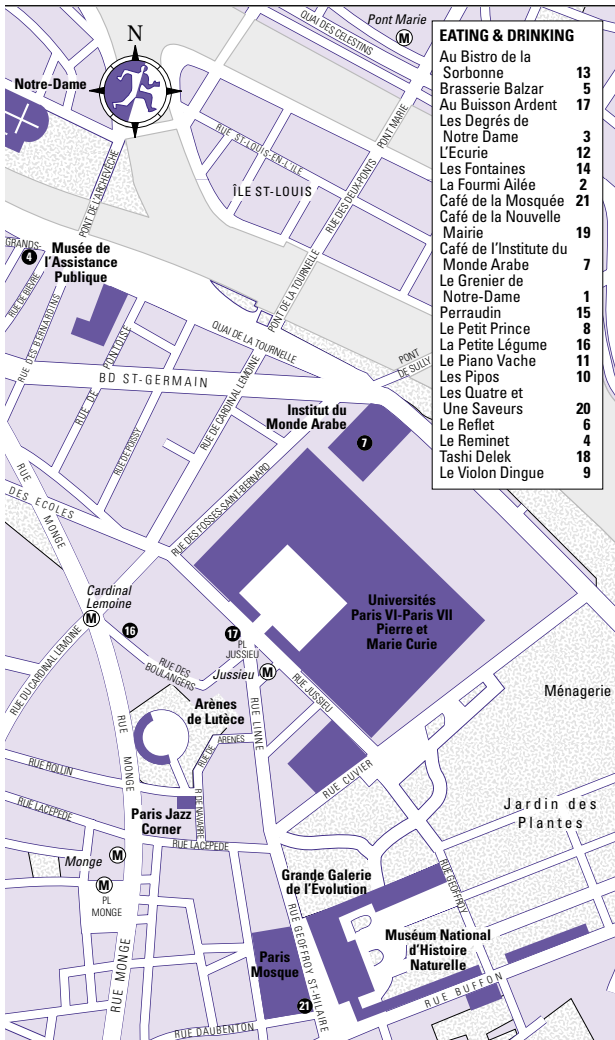 Pont Marie
M
QUAI DES CELESTINS
N
Notre-Dame
PONT MARIE
RUE ST-LOUIS-EN-L'ILE
ÎLE ST-LOUIS
RUE DES DEUX-PONTS
PONT DE L'ARCHEVECHE
GRANDS-
4
Musée de
l'Assistance
Publique
RUE DE BIEVRE
RUE DES BERNARDINS
RUE DE PONTOISE
PONT DE LA TOURNELLE
QUAI DE LA TOURNELLE
PONT
DE SULLY
BD ST-GERMAIN
RUE DE POISSY
RUE DE CARDINAL LEMOINE
Institut du
Monde Arabe
7
DES ECOLES
RUE MONGE
RUE DES FOSSES-SAINT-BERNARD
Universités
Paris VI-Paris VII
Pierre et
Marie Curie
Cardinal
Lemoine
M
16
17
PL
JUSSIEU
Jussieu
M
RUE DU CARDINAL LEMOINE
RUE DES
BOULANGERS
RUE JUSSIEU
Ménagerie
Arènes
de Lutèce
RUE LINNE
RUE DE
ARENES
RUE ROLLIN
RUE MONGE
RUE CUVIER
R DE NAVARRE
RUE LACEPEDE
Paris Jazz
Corner
RUE LACEPEDE
Jardin des
Plantes
Monge
M
M
PL
MONGE
Grande Galerie
de l'Évolution
RUE GEOFFROY
Muséum National
d'Histoire
Naturelle
Paris
Mosque
RUE GEOFFROY ST-HILAIRE
RUE MONGE
21
RUE BUFFON
RUE DAUBENTON
EATING & DRINKING
Au Bistro de la
Sorbonne 13
Brasserie Balzar 5
Au Buisson Ardent 17
Les Degrés de
Notre Dame 3
L'Ecurie 12
Les Fontaines 14
La Fourmi Ailée 2
Café de la Mosquée 21
Café de la Nouvelle
Mairie 19
Café de l'Institute du
Monde Arabe 7
Le Grenier de
Notre-Dame 1
Perraudin 15
Le Petit Prince 8
La Petite Légume 16
Le Piano Vache 11
Les Pipos 10
Les Quatre et
Une Saveurs 20
Le Reflet 6
Le Reminet 4
Tashi Delek 18
Le Violon Dingue 9